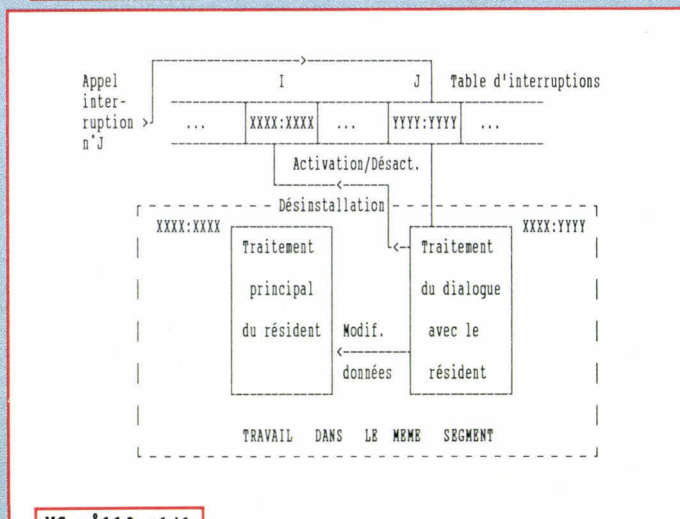 Appel
inter-
ruption
n°J
I
J
Table d'interruptions
...
XXXX:XXXX
...
YYYY:YYYY
...
Activation/Désact.
Désinstallation
XXXX:XXXX
XXXX:YYYY
Traitement
principal
du résident
Modif.
données
Traitement
du dialogue
avec le
résident
TRAVAIL DANS LE MEME SEGMENT